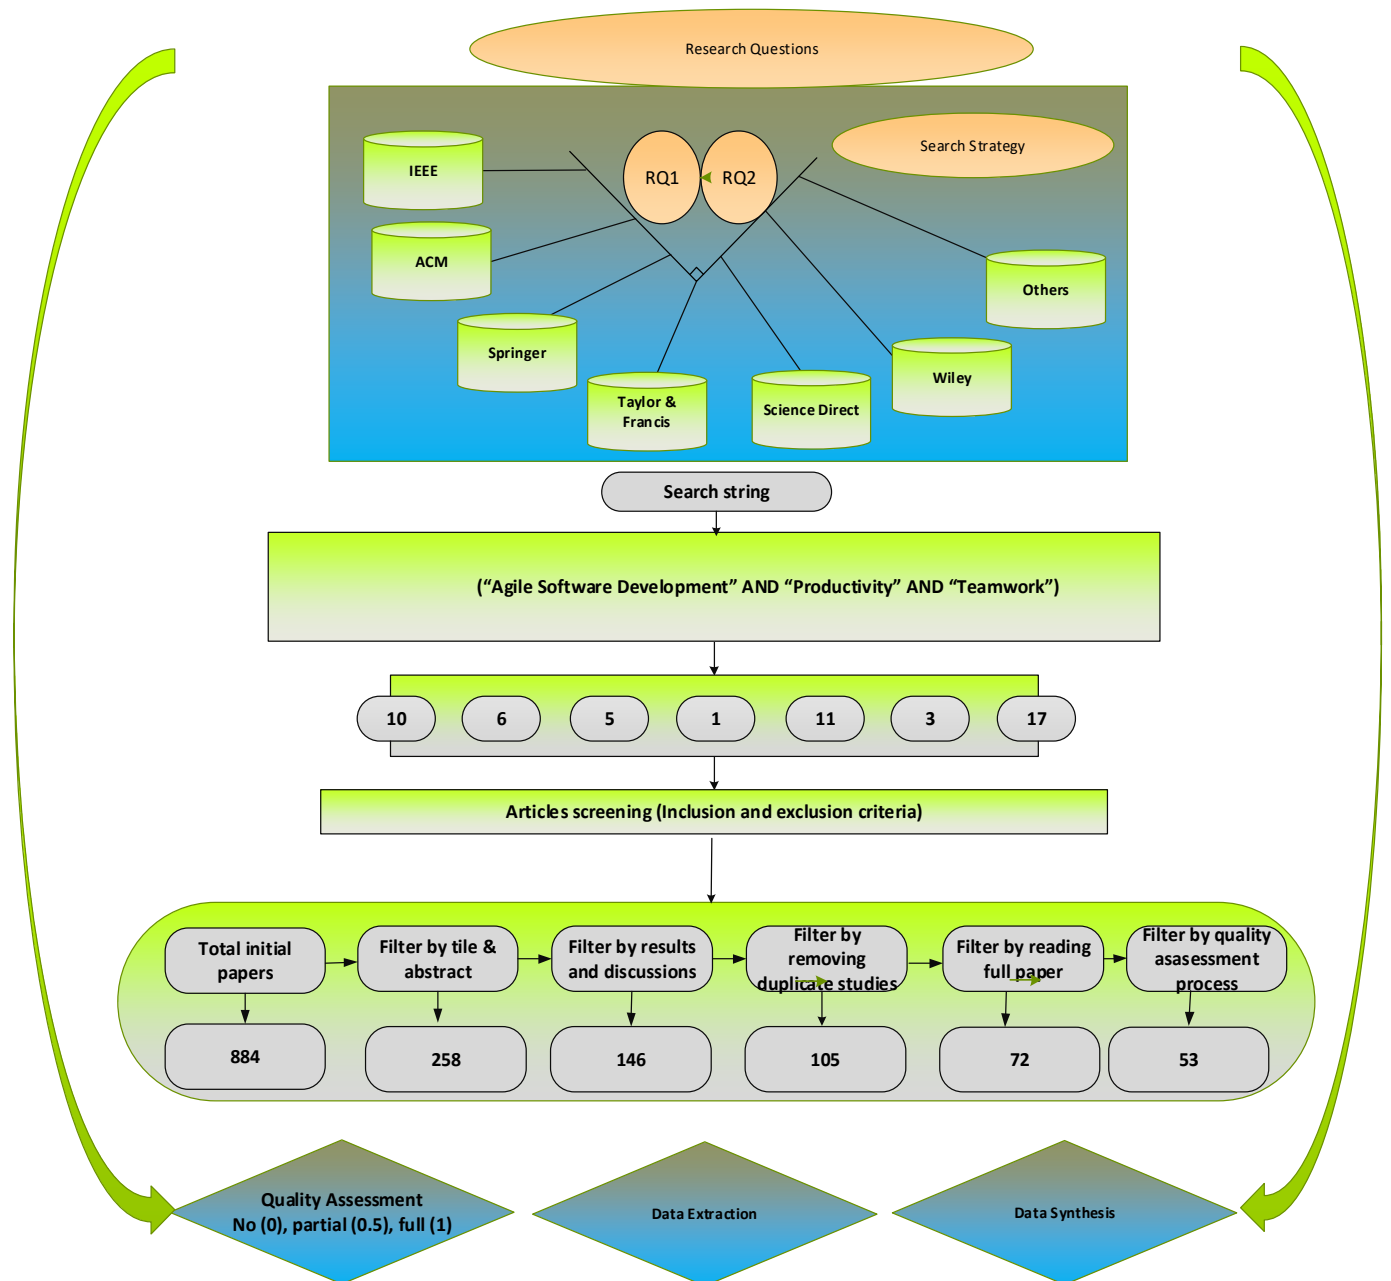 Research Questions
Search Strategy
IEEE
RQ1
RQ2
ACM
Others
Springer
Wiley
Taylor &
Francis
Science Direct
Search string
(“Agile Software Development” AND “Productivity” AND “Teamwork”)
10
6
5
1
11
3
17
Articles screening (Inclusion and exclusion criteria)
Total initial
papers
Filter by tile &
abstract
Filter by results
and discussions
Filter by
removing
duplicate studies
Filter by reading
full paper
Filter by quality
asasessment
process
884
258
146
105
72
53
Quality Assessment
No (0), partial (0.5), full (1)
Data Extraction
Data Synthesis